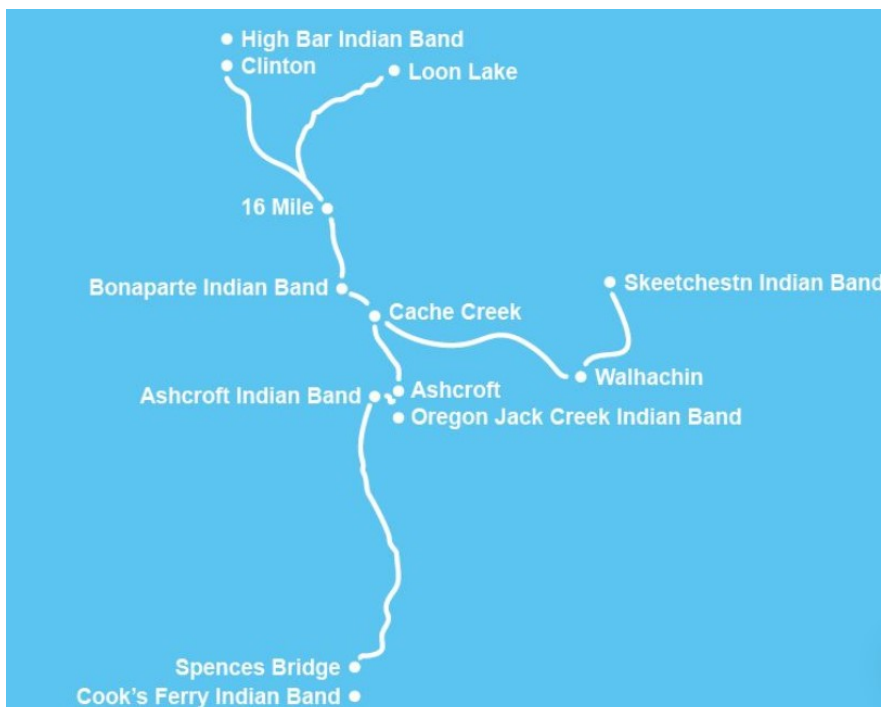 High Bar Indian Band
Clinton
Loon Lake
16 Mile
Skeetchestn Indian Band
Bonaparte Indian Band
Cache Creek
Walhachin
Ashcroft Indian Band
Ashcroft
Oregon Jack Creek Indian Band
Spences Bridge
Cook's Ferry Indian Band